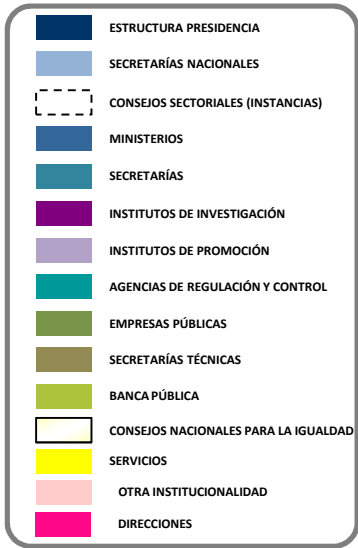 ESTRUCTURA PRESIDENCIA
SECRETARÍAS NACIONALES
CONSEJOS SECTORIALES (INSTANCIAS)
MINISTERIOS
SECRETARÍAS
INSTITUTOS DE INVESTIGACIÓN
INSTITUTOS DE PROMOCIÓN
AGENCIAS DE REGULACIÓN Y CONTROL
EMPRESAS PÚBLICAS
SECRETARÍAS TÉCNICAS
BANCA PÚBLICA
CONSEJOS NACIONALES PARA LA IGUALDAD
SERVICIOS
OTRA INSTITUCIONALIDAD
DIRECCIONES